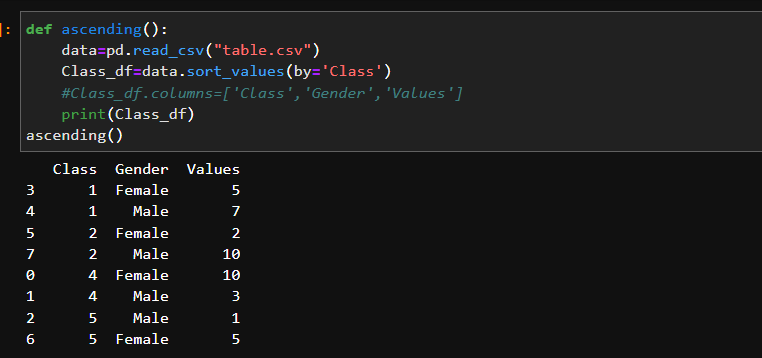 ]:
def ascending():
    data=pd.read_csv("table.csv")
    Class_df=data.sort_values(by='Class')
    #Class_df.columns=['Class','Gender','Values']
    print(Class_df)
ascending()
   Class  Gender  Values
3      1  Female       5
4      1    Male       7
5      2  Female       2
7      2    Male      10
0      4  Female      10
1      4    Male       3
2      5    Male       1
6      5  Female       5